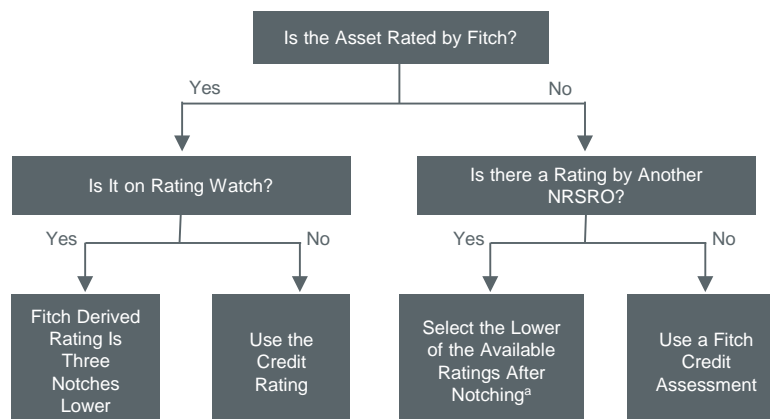 Is the Asset Rated by Fitch?
Yes
No
Is It on Rating Watch?
Is there a Rating by Another
NRSRO?
Yes
No
Yes
No
Fitch Derived
Rating Is
Three
Notches
Lower
Use the
Credit
Rating
Select the Lower
of the Available
Ratings After
Notchingᵃ
Use a Fitch
Credit
Assessment